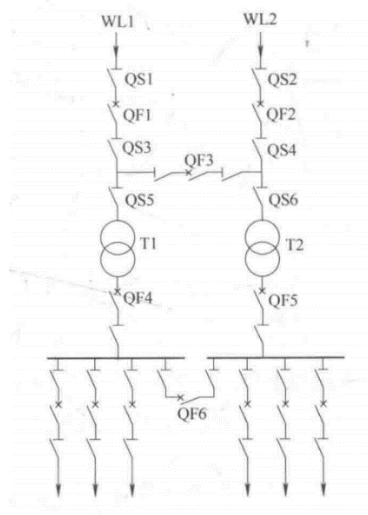 WL1 WL2
QS1 QS2
QF1 QF2
QS3 QF3 QS4
QS5 QS6
T1 T2
QF4 QF5
QF6